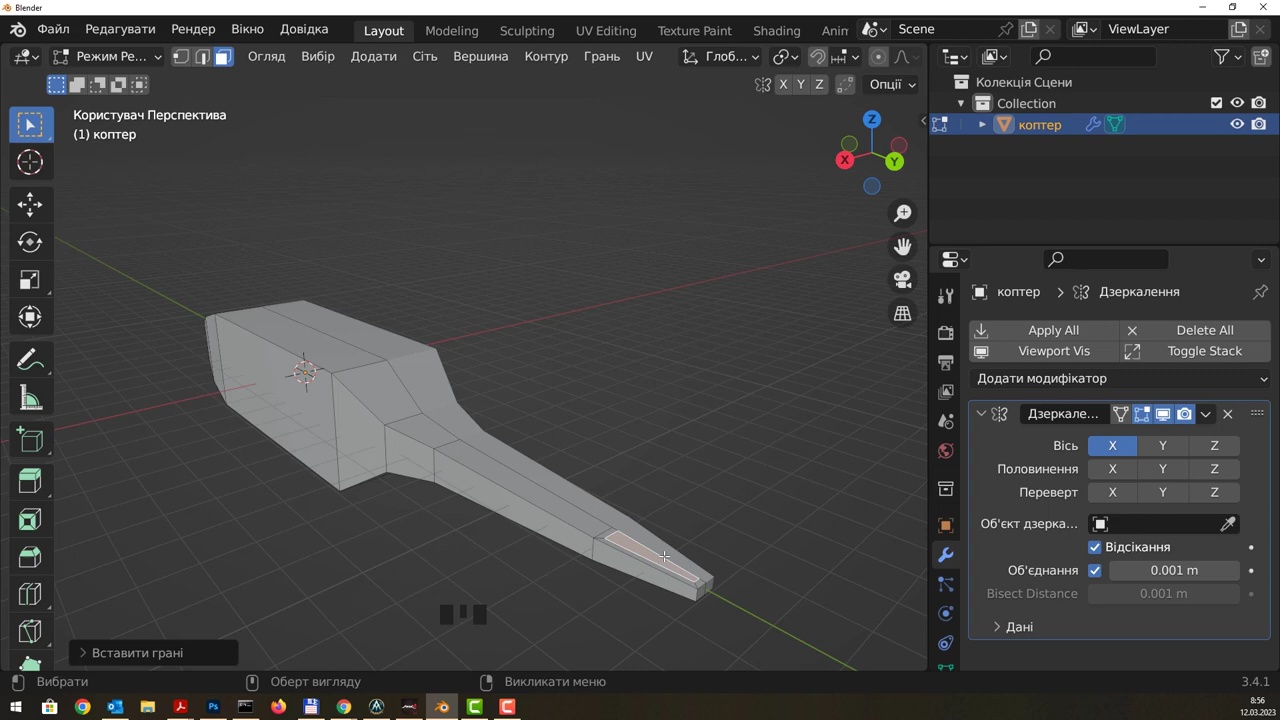 Blender
Файл Редагувати Рендер Вікно Довідка Layout Modeling Sculpting UV Editing Texture Paint Shading Anim Scene ViewLayer
Режим Ре... Огляд Вибір Додати Сіть Вершина Контур Грань UV Глоб...
X Y Z Опції
Користувач Перспектива
(1) коптер
Z
X
Y
Колекція Сцени
Collection
коптер
коптер > Дзеркалення
Apply All Delete All
Viewport Vis Toggle Stack
Додати модифікатор
Дзеркале...
Вісь X Y Z
Половинення X Y Z
Переверт X Y Z
Об'єкт дзерка...
Відсікання
Об'єднання 0.001 m
Bisect Distance 0.001 m
Дані
Вставити грані
Вибрати Оберт вигляду Викликати меню 3.4.1
8:56
12.03.2023